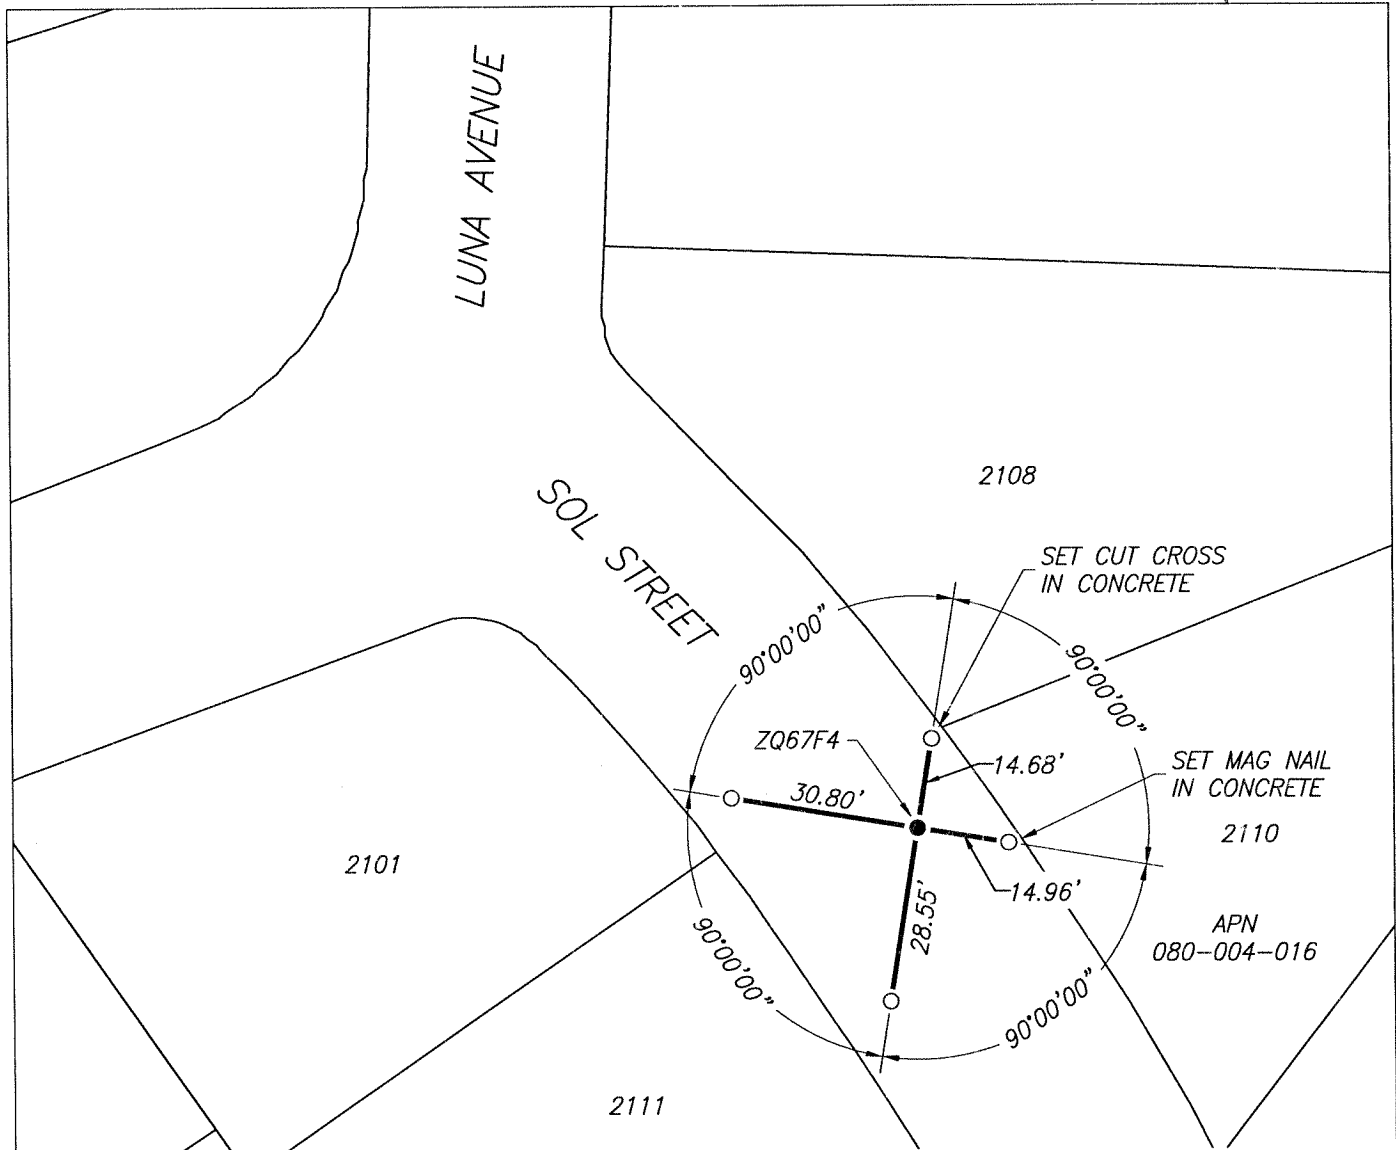 LUNA AVENUE
SOL STREET
2108
SET CUT CROSS
IN CONCRETE
90°00'00"
90°00'00"
ZQ67F4
14.68'
SET MAG NAIL
IN CONCRETE
30.80'
2110
2101
14.96'
28.55'
APN
080-004-016
90°00'00"
90°00'00"
2111